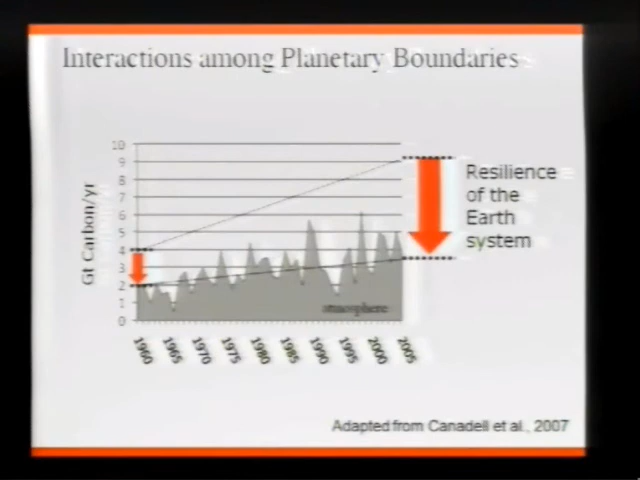 Interactions among Planetary Boundaries
10
9
8
7
6
5
4
3
2
1
0
Gt Carbon/yr
Resilience
of the
Earth
system
atmosphere
1960 1965 1970 1975 1980 1985 1990 1995 2000 2005
Adapted from Canadell et al., 2007